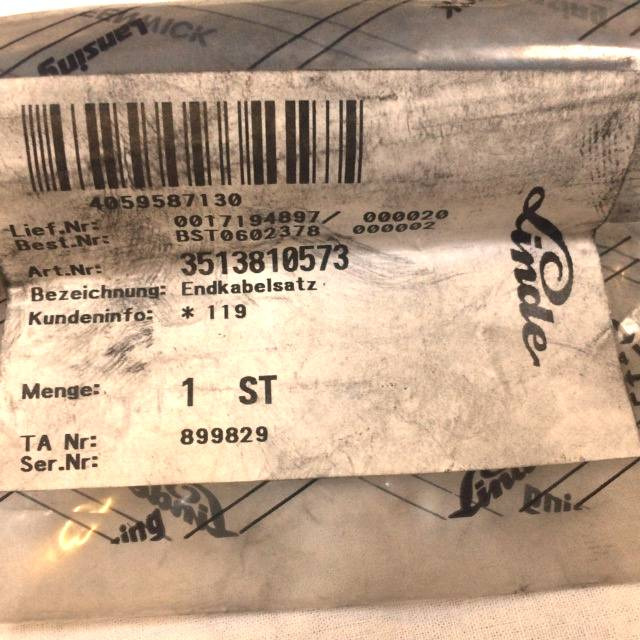 Lansing
4059587130
Lief.Nr: 0017194897/ 000020
Best.Nr: BST0602378 000002
Art.Nr: 3513810573
Bezeichnung: Endkabelsatz
Kundeninfo: * 119
Menge: 1 ST
TA Nr: 899829
Ser.Nr:
Linde
Linde